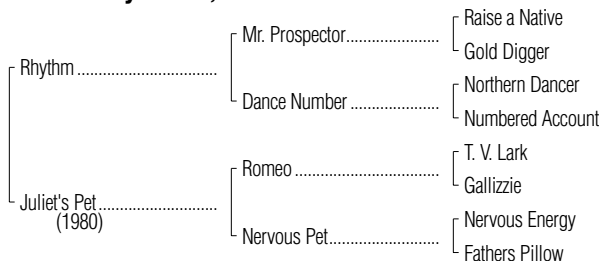 Raise a Native
Mr. Prospector....................
Gold Digger
Rhythm ..............................
Northern Dancer
Dance Number ...................
Numbered Account
T. V. Lark
Romeo ...............................
Gallizzie
Juliet's Pet.........................
(1980)
Nervous Energy
Nervous Pet.......................
Fathers Pillow